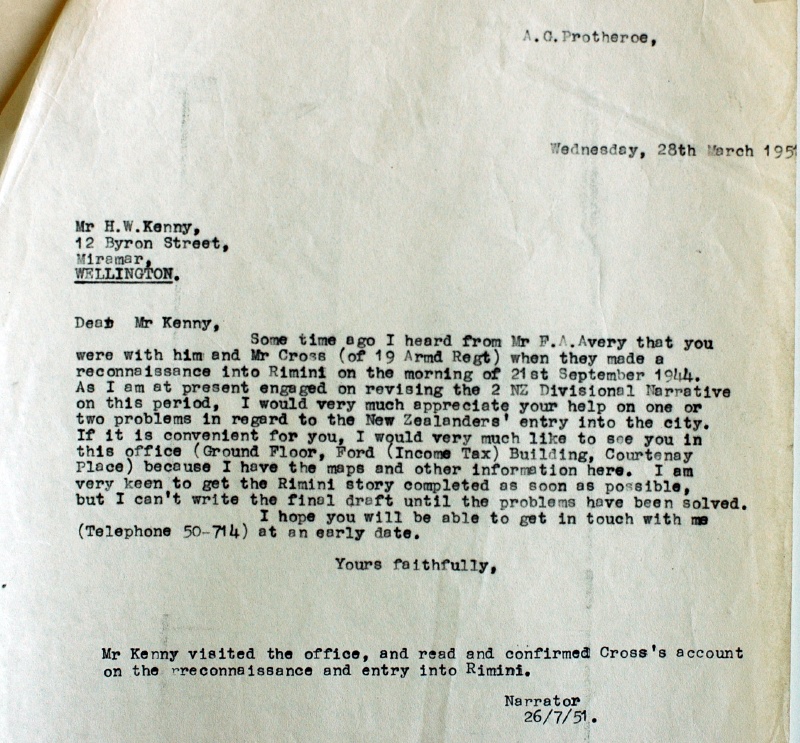 A.C.Protheroe,
Wednesday, 28th March 1951
Mr H.W.Kenny,
12 Byron Street,
Miramar,
WELLINGTON.
Dear Mr Kenny,
Some time ago I heard from Mr F.A.Avery that you
were with him and Mr Cross (of 19 Armd Regt) when they made a
reconnaissance into Rimini on the morning of 21st September 1944.
As I am at present engaged on revising the 2 NZ Divisional Narrative
on this period, I would very much appreciate your help on one or
two problems in regard to the New Zealanders' entry into the city.
If it is convenient for you, I would very much like to see you in
this office (Ground Floor, Ford (Income Tax) Building, Courtenay
Place) because I have the maps and other information here. I am
very keen to get the Rimini story completed as soon as possible,
but I can't write the final draft until the problems have been solved.
I hope you will be able to get in touch with me
(Telephone 50-714) at an early date.
Yours faithfully,
Mr Kenny visited the office, and read and confirmed Cross's account
on the rreconnaissance and entry into Rimini.
Narrator
26/7/51.